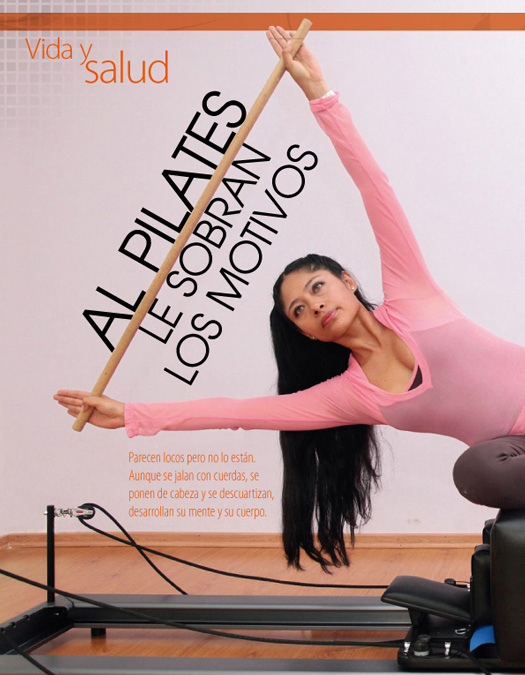 Vida y
salud
AL PILATES
LE SOBRAN
LOS MOTIVOS
Parecen locos pero no lo están.
Aunque se jalan con cuerdas, se
ponen de cabeza y se descuartizan,
desarrollan su mente y su cuerpo.